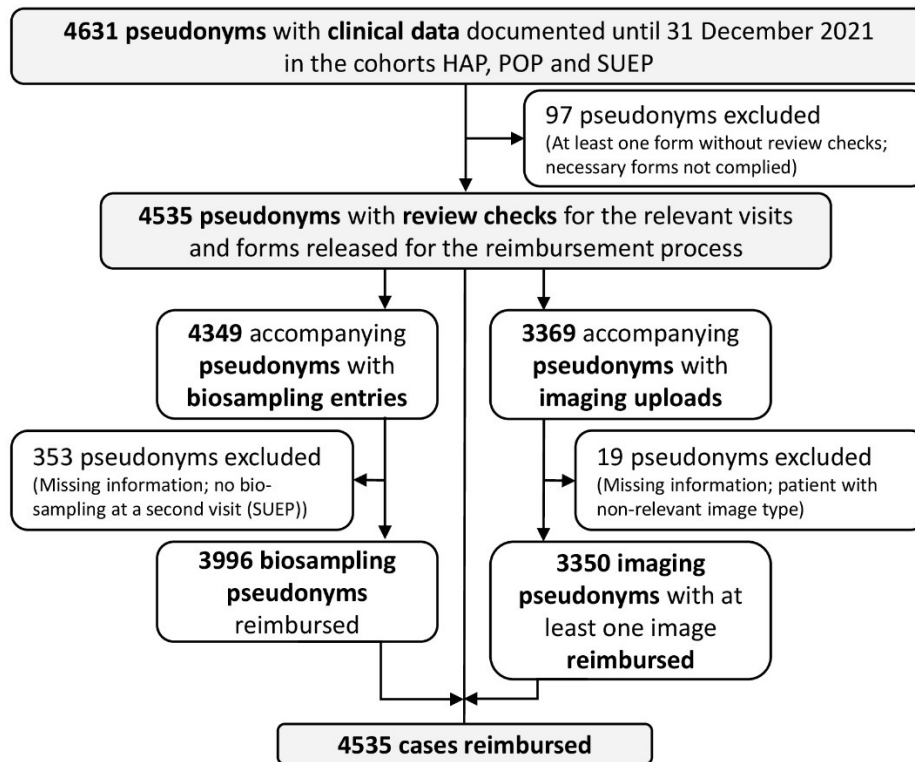 4631 pseudonyms with clinical data documented until 31 December 2021
in the cohorts HAP, POP and SUEP
97 pseudonyms excluded
(At least one form without review checks;
necessary forms not complied)
4535 pseudonyms with review checks for the relevant visits
and forms released for the reimbursement process
4349 accompanying
pseudonyms with
biosampling entries
3369 accompanying
pseudonyms with
imaging uploads
353 pseudonyms excluded
(Missing information; no bio-
sampling at a second visit (SUEP))
19 pseudonyms excluded
(Missing information; patient with
non-relevant image type)
3996 biosampling
pseudonyms
reimbursed
3350 imaging
pseudonyms with at
least one image
reimbursed
4535 cases reimbursed